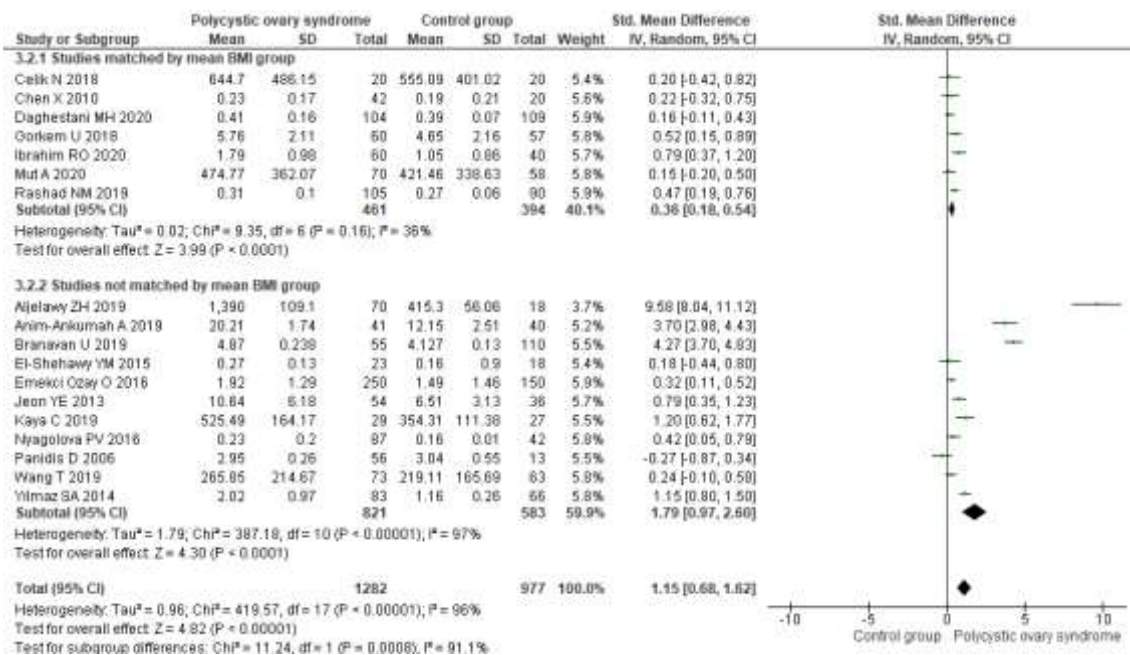 Polycystic ovary syndrome Control group Std. Mean Difference Std. Mean Difference
Study or Subgroup Mean SD Total Mean SD Total Weight IV, Random, 95% CI IV, Random, 95% CI
3.2.1 Studies matched by mean BMI group
Celik N 2018 644.7 486.15 20 555.09 401.02 20 5.4% 0.20 [-0.42, 0.82]
Chen X 2010 0.23 0.17 42 0.19 0.21 20 5.6% 0.22 [-0.32, 0.75]
Daghestani MH 2020 0.41 0.16 104 0.39 0.07 109 5.9% 0.16 [-0.11, 0.43]
Gorkem U 2018 5.76 2.11 60 4.65 2.16 57 5.8% 0.52 [0.15, 0.89]
Ibrahim RO 2020 1.79 0.98 60 1.05 0.86 40 5.7% 0.79 [0.37, 1.20]
Mut A 2020 474.77 362.07 70 421.46 338.63 58 5.8% 0.15 [-0.20, 0.50]
Rashad NM 2019 0.31 0.1 105 0.27 0.06 90 5.9% 0.47 [0.19, 0.76]
Subtotal (95% CI) 461 394 40.1% 0.36 [0.18, 0.54]
Heterogeneity: Tau² = 0.02; Chi² = 9.35, df = 6 (P = 0.16); I² = 36%
Test for overall effect: Z = 3.99 (P < 0.0001)
3.2.2 Studies not matched by mean BMI group
Aljelawy ZH 2019 1,390 109.1 70 415.3 56.06 18 3.7% 9.58 [8.04, 11.12]
Anim-Ankumah A 2019 20.21 1.74 41 12.15 2.51 40 5.2% 3.70 [2.98, 4.43]
Branavan U 2019 4.87 0.238 55 4.127 0.13 110 5.5% 4.27 [3.70, 4.83]
El-Shehawy YM 2015 0.27 0.13 23 0.16 0.9 18 5.4% 0.18 [-0.44, 0.80]
Emekci Ozay O 2016 1.92 1.29 250 1.49 1.46 150 5.9% 0.32 [0.11, 0.52]
Jeon YE 2013 10.64 6.18 54 6.51 3.13 36 5.7% 0.79 [0.35, 1.23]
Kaya C 2019 525.49 164.17 29 354.31 111.38 27 5.5% 1.20 [0.62, 1.77]
Nyagolova PV 2016 0.23 0.2 87 0.16 0.01 42 5.8% 0.42 [0.05, 0.79]
Panidis D 2006 2.95 0.26 56 3.04 0.55 13 5.4% -0.27 [-0.87, 0.34]
Wang T 2019 265.85 214.67 73 219.11 165.69 63 5.8% 0.24 [-0.10, 0.58]
Yilmaz SA 2014 2.02 0.97 83 1.16 0.26 66 5.8% 1.15 [0.80, 1.50]
Subtotal (95% CI) 821 583 59.9% 1.79 [0.97, 2.60]
Heterogeneity: Tau² = 1.79; Chi² = 387.18, df = 10 (P < 0.00001); I² = 97%
Test for overall effect: Z = 4.30 (P < 0.0001)
Total (95% CI) 1282 977 100.0% 1.15 [0.68, 1.62]
Heterogeneity: Tau² = 0.96; Chi² = 419.57, df = 17 (P < 0.00001); I² = 96%
Test for overall effect: Z = 4.82 (P < 0.00001)
Test for subgroup differences: Chi² = 11.24, df = 1 (P = 0.0008), I² = 91.1%
-10 -5 0 5 10
Control group Polycystic ovary syndrome